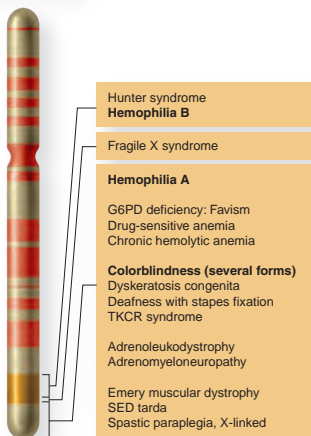 Hunter syndrome
Hemophilia B
Fragile X syndrome
Hemophilia A
G6PD deficiency: Favism
Drug-sensitive anemia
Chronic hemolytic anemia
Colorblindness (several forms)
Dyskeratosis congenita
Deafness with stapes fixation
TKCR syndrome
Adrenoleukodystrophy
Adrenomyeloneuropathy
Emery muscular dystrophy
SED tarda
Spastic paraplegia, X-linked